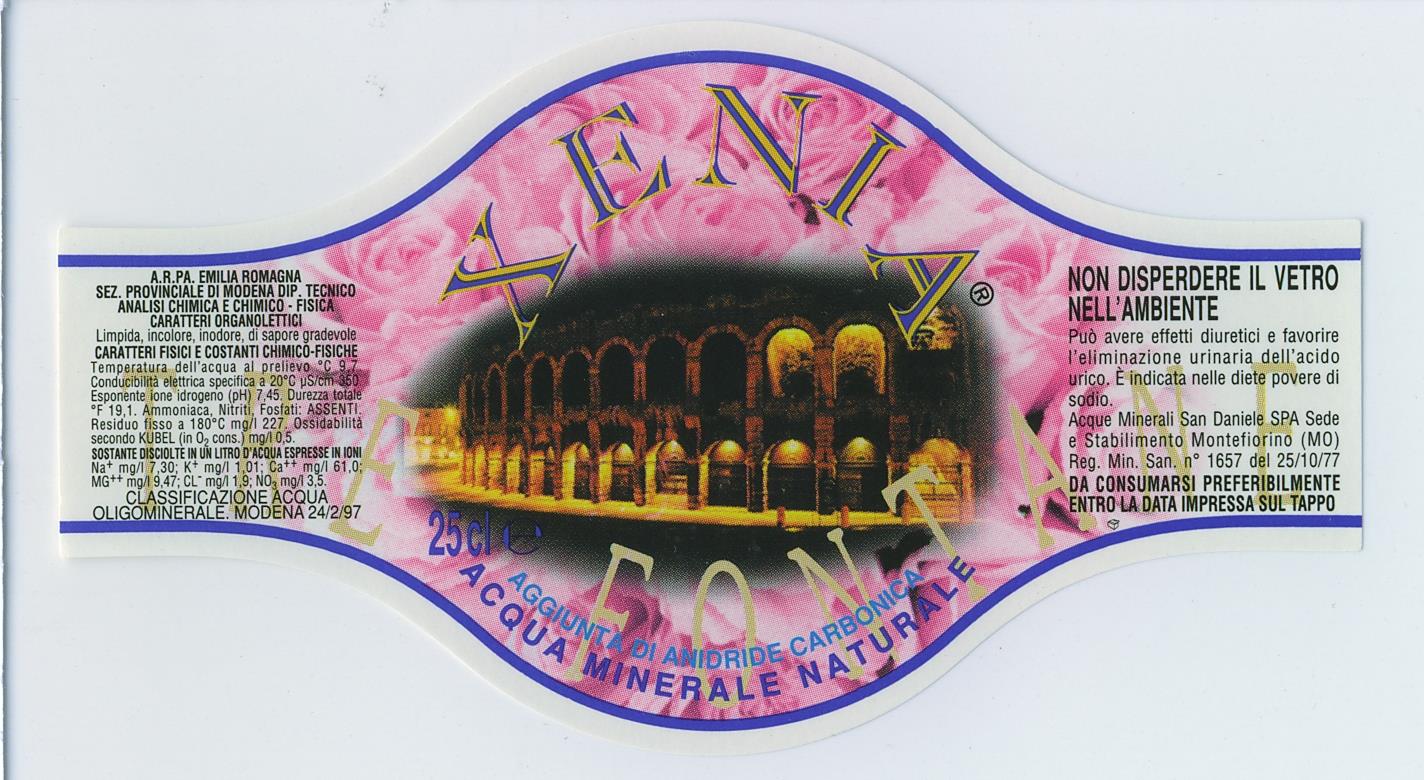 XENIA®
A.R.PA. EMILIA ROMAGNA
SEZ. PROVINCIALE DI MODENA DIP. TECNICO
ANALISI CHIMICA E CHIMICO - FISICA
CARATTERI ORGANOLETTICI
Limpida, incolore, inodore, di sapore gradevole
CARATTERI FISICI E COSTANTI CHIMICO-FISICHE
Temperatura dell'acqua al prelievo °C 9,7
Conducibilità elettrica specifica a 20°C µS/cm 350
Esponente ione idrogeno (pH) 7,45. Durezza totale
°F 19,1. Ammoniaca, Nitriti, Fosfati: ASSENTI.
Residuo fisso a 180°C mg/l 227. Ossidabilità
secondo KUBEL (in O₂ cons.) mg/l 0,5.
SOSTANTE DISCIOLTE IN UN LITRO D'ACQUA ESPRESSE IN IONI
Na⁺ mg/l 7,30; K⁺ mg/l 1,01; Ca⁺⁺ mg/l 61,0;
MG⁺⁺ mg/l 9,47; CL⁻ mg/l 1,9; NO₃ mg/l 3,5.
CLASSIFICAZIONE ACQUA
OLIGOMINERALE. MODENA 24/2/97
25 cl e
AGGIUNTA DI ANIDRIDE CARBONICA
ACQUA MINERALE NATURALE
FONTANE
NON DISPERDERE IL VETRO
NELL'AMBIENTE
Può avere effetti diuretici e favorire
l'eliminazione urinaria dell'acido
urico. È indicata nelle diete povere di
sodio.
Acque Minerali San Daniele SPA Sede
e Stabilimento Montefiorino (MO)
Reg. Min. San. n° 1657 del 25/10/77
DA CONSUMARSI PREFERIBILMENTE
ENTRO LA DATA IMPRESSA SUL TAPPO